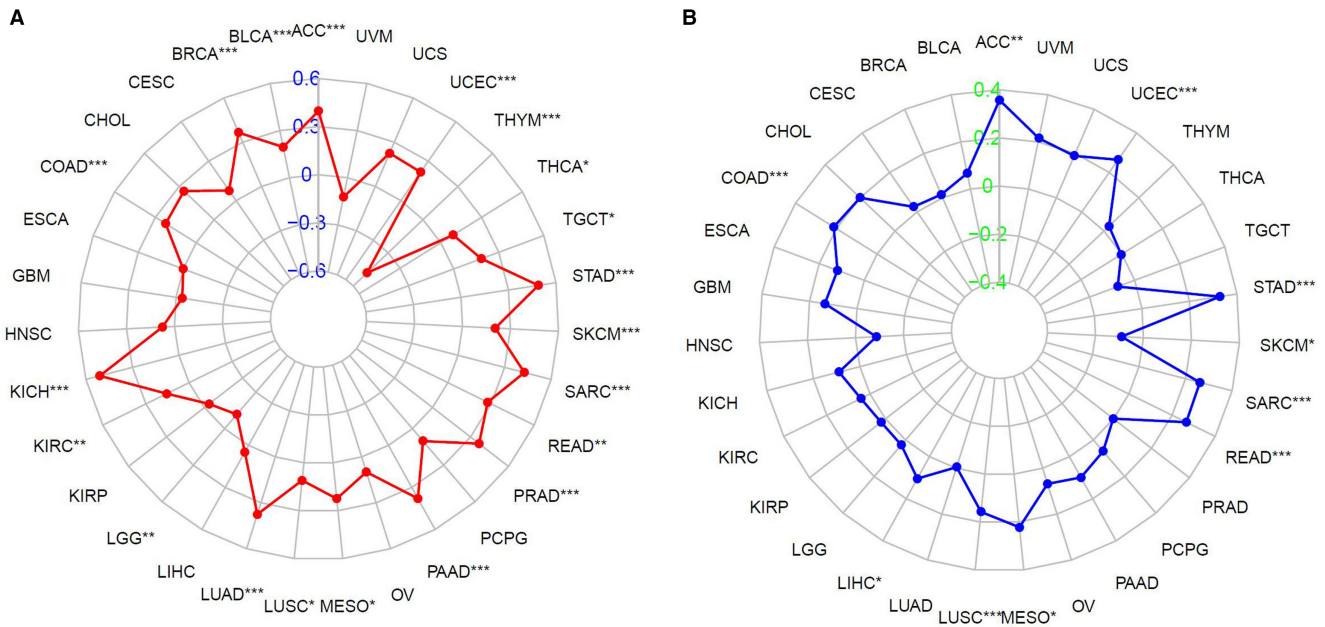 A
ACC***
UVM
UCS
UCEC***
THYM***
THCA*
TGCT*
STAD***
SKCM***
SARC***
READ**
PRAD***
PCPG
PAAD***
OV
MESO*
LUSC*
LUAD***
LIHC
LGG**
KIRP
KIRC**
KICH***
HNSC
GBM
ESCA
COAD***
CHOL
CESC
BRCA***
BLCA***
0.6
0.3
0
−0.3
−0.6
B
ACC**
UVM
UCS
UCEC***
THYM
THCA
TGCT
STAD***
SKCM*
SARC***
READ***
PRAD
PCPG
PAAD
OV
MESO*
LUSC***
LUAD
LIHC*
LGG
KIRP
KIRC
KICH
HNSC
GBM
ESCA
COAD***
CHOL
CESC
BRCA
BLCA
0.4
0.2
0
−0.2
−0.4